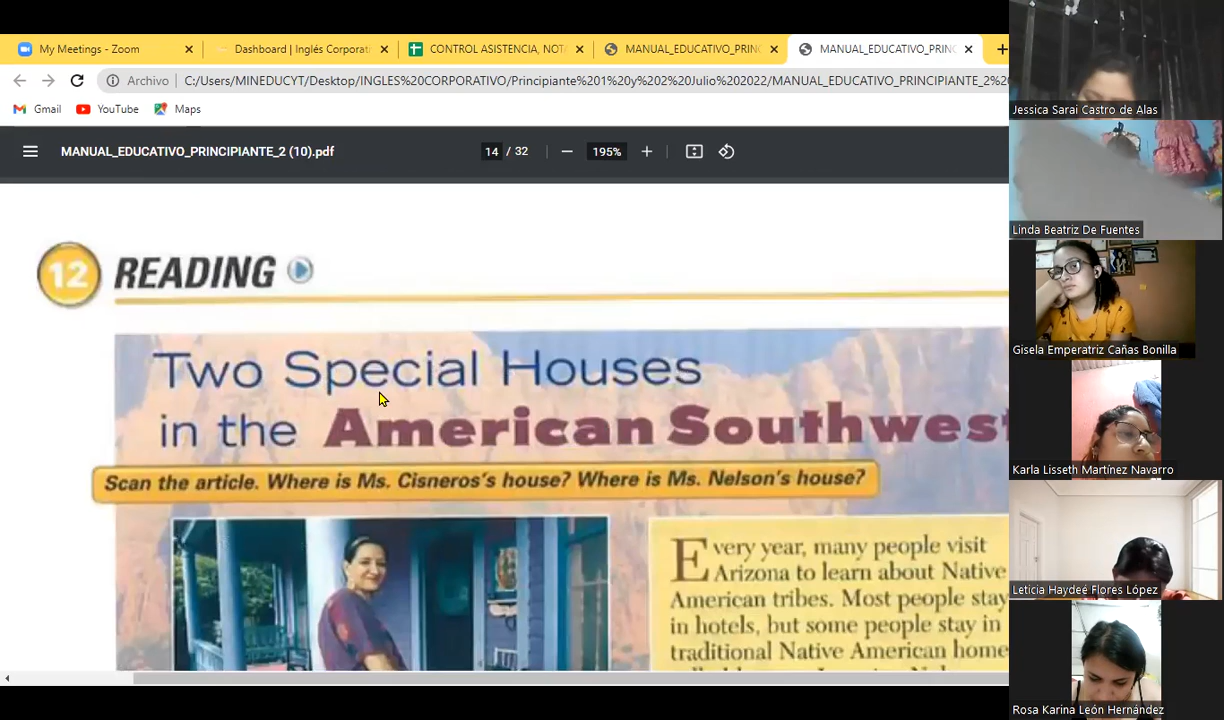 My Meetings - Zoom
Dashboard | Inglés Corporat
CONTROL ASISTENCIA, NOT
MANUAL_EDUCATIVO_PRINC
MANUAL_EDUCATIVO_PRINC
Archivo
C:/Users/MINEDUCYT/Desktop/INGLES%20CORPORATIVO/Principiante%201%20y%202%20Julio%202022/MANUAL_EDUCATIVO_PRINCIPIANTE_2%20
Gmail
YouTube
Maps
MANUAL_EDUCATIVO_PRINCIPIANTE_2 (10).pdf
14 / 32
195%
12 READING
Two Special Houses
in the American Southwest
Scan the article. Where is Ms. Cisneros's house? Where is Ms. Nelson's house?
Every year, many people visit
Arizona to learn about Native
American tribes. Most people stay
in hotels, but some people stay in
traditional Native American home
Jessica Sarai Castro de Alas
Linda Beatriz De Fuentes
Gisela Emperatriz Cañas Bonilla
Karla Lisseth Martínez Navarro
Leticia Haydeé Flores López
Rosa Karina León Hernández